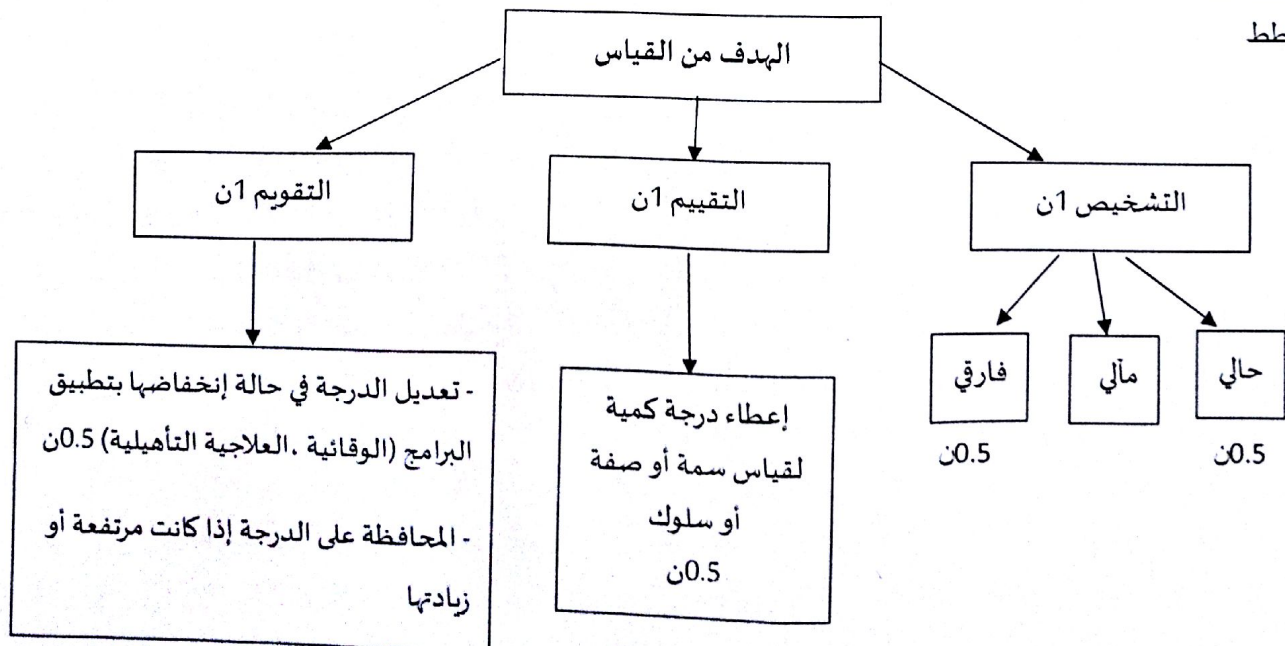 طط
الهدف من القياس
التشخيص 1ن
التقييم 1ن
التقويم 1ن
حالي
مآلي
فارقي
0.5ن
0.5ن
إعطاء درجة كمية
لقياس سمة أو صفة
أو سلوك
0.5ن
- تعديل الدرجة في حالة إنخفاضها بتطبيق
البرامج (الوقائية ،العلاجية التأهيلية) 0.5ن
- المحافظة على الدرجة إذا كانت مرتفعة أو
زيادتها